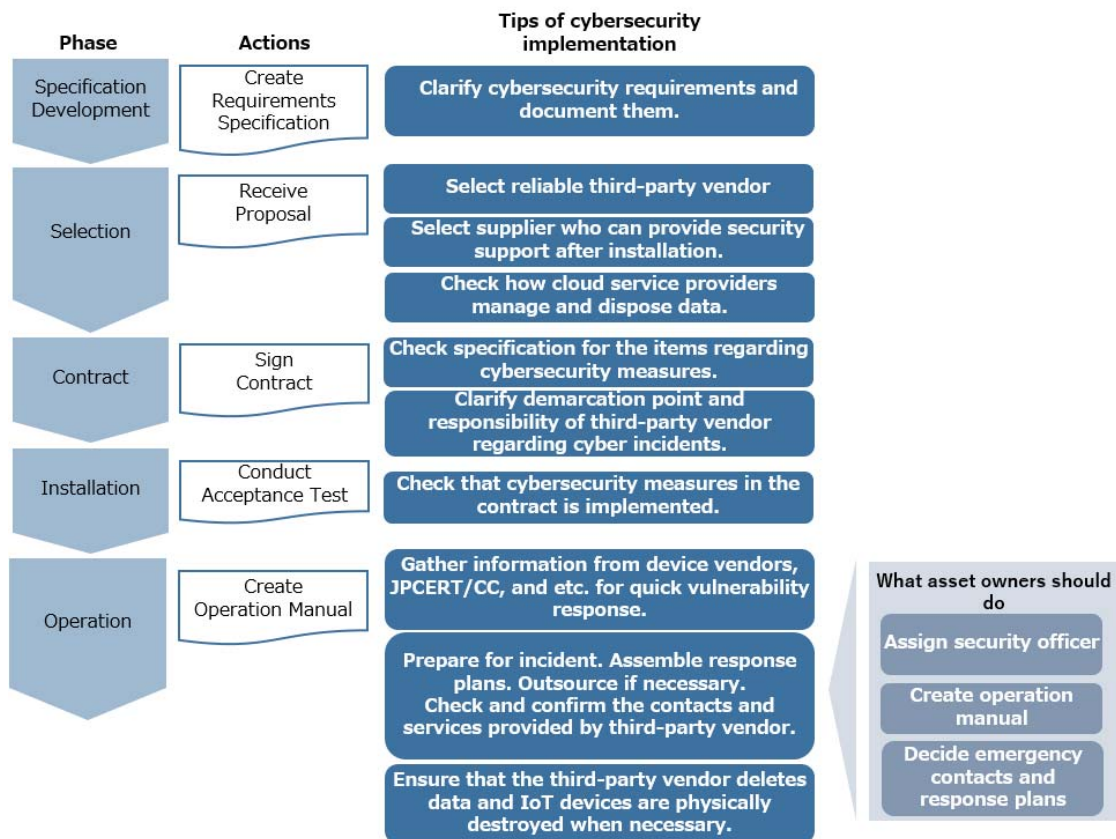 Phase
Actions
Tips of cybersecurity
implementation
Specification
Development
Create
Requirements
Specification
Clarify cybersecurity requirements and
document them.
Selection
Receive
Proposal
Select reliable third-party vendor
Select supplier who can provide security
support after installation.
Check how cloud service providers
manage and dispose data.
Contract
Sign
Contract
Check specification for the items regarding
cybersecurity measures.
Clarify demarcation point and
responsibility of third-party vendor
regarding cyber incidents.
Installation
Conduct
Acceptance Test
Check that cybersecurity measures in the
contract is implemented.
Operation
Create
Operation Manual
Gather information from device vendors,
JPCERT/CC, and etc. for quick vulnerability
response.
Prepare for incident. Assemble response
plans. Outsource if necessary.
Check and confirm the contacts and
services provided by third-party vendor.
Ensure that the third-party vendor deletes
data and IoT devices are physically
destroyed when necessary.
What asset owners should
do
Assign security officer
Create operation
manual
Decide emergency
contacts and
response plans